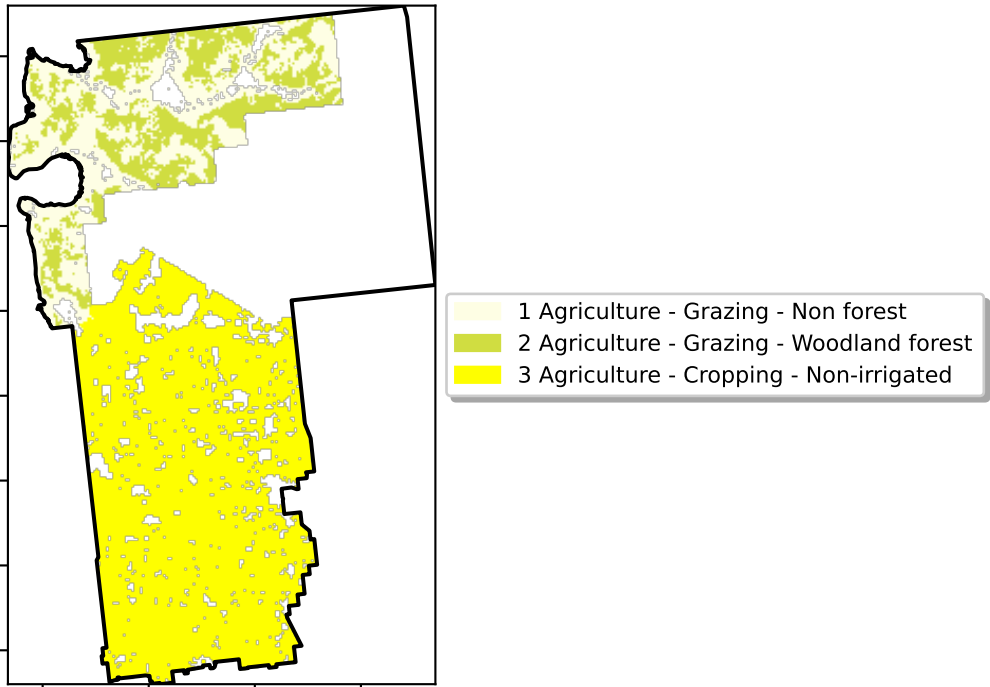 1 Agriculture - Grazing - Non forest
2 Agriculture - Grazing - Woodland forest
3 Agriculture - Cropping - Non-irrigated